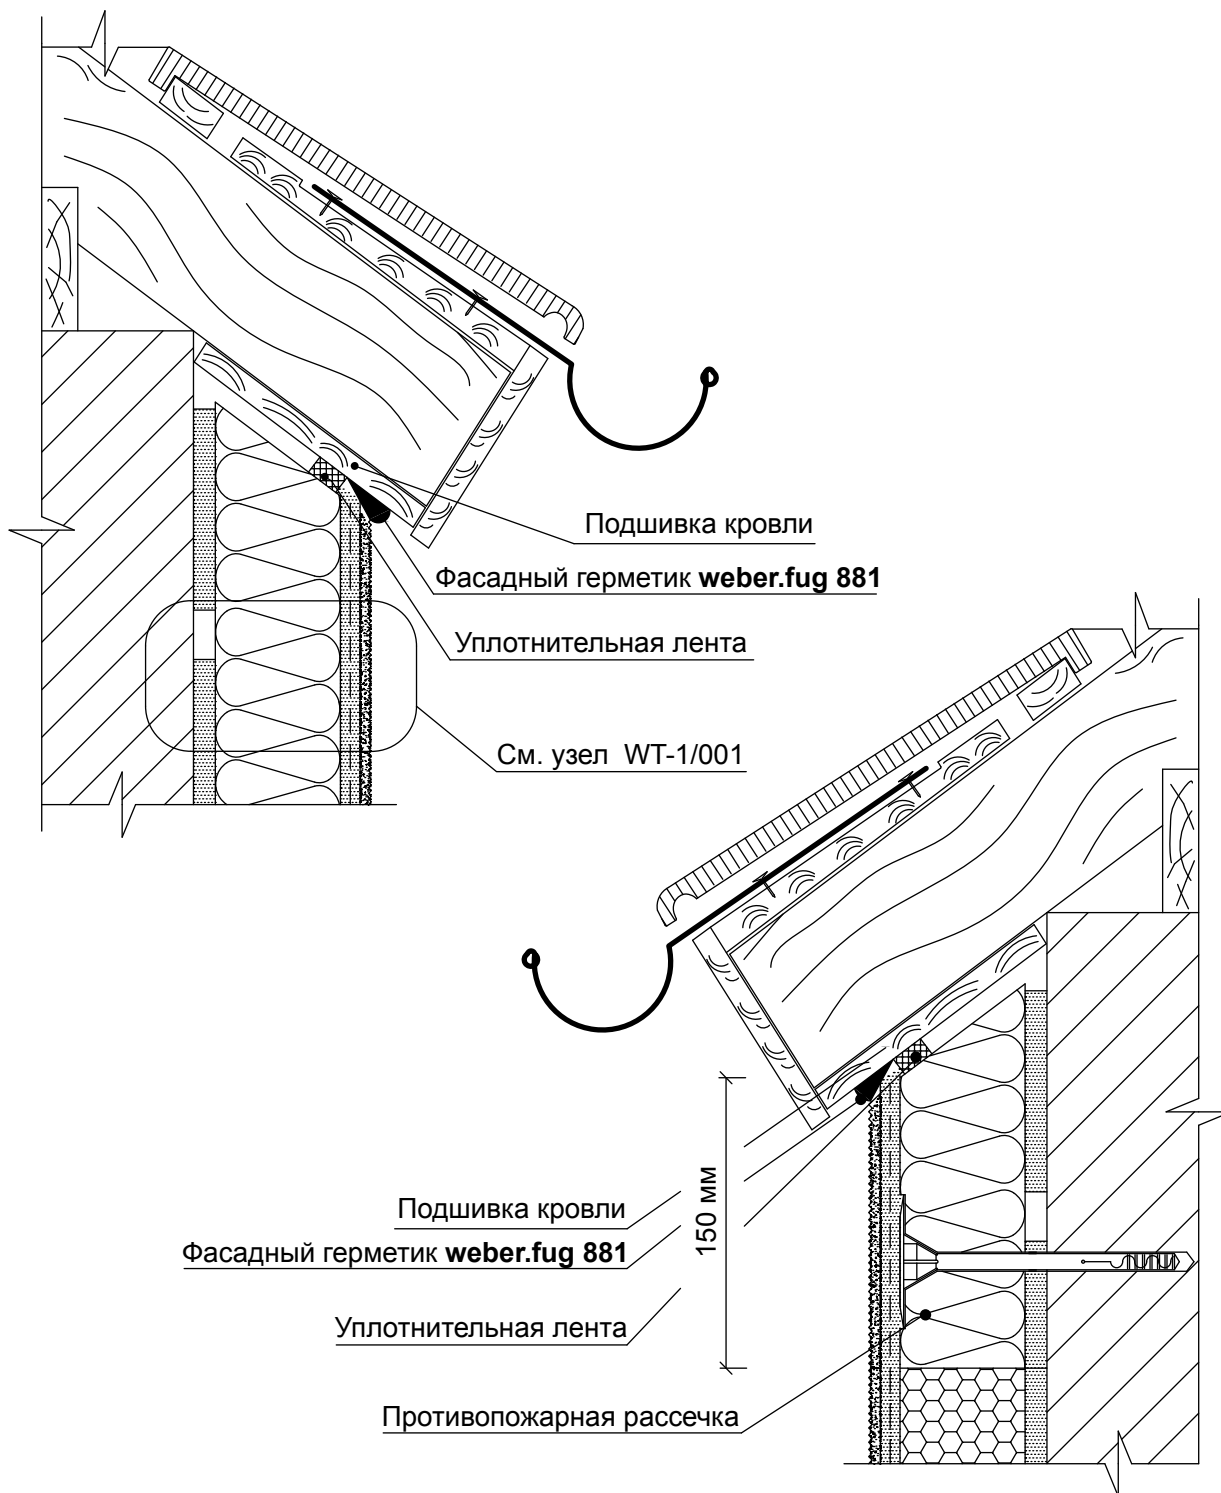 Подшивка кровли
Фасадный герметик weber.fug 881
Уплотнительная лента
См. узел WT-1/001
150 мм
Подшивка кровли
Фасадный герметик weber.fug 881
Уплотнительная лента
Противопожарная рассечка